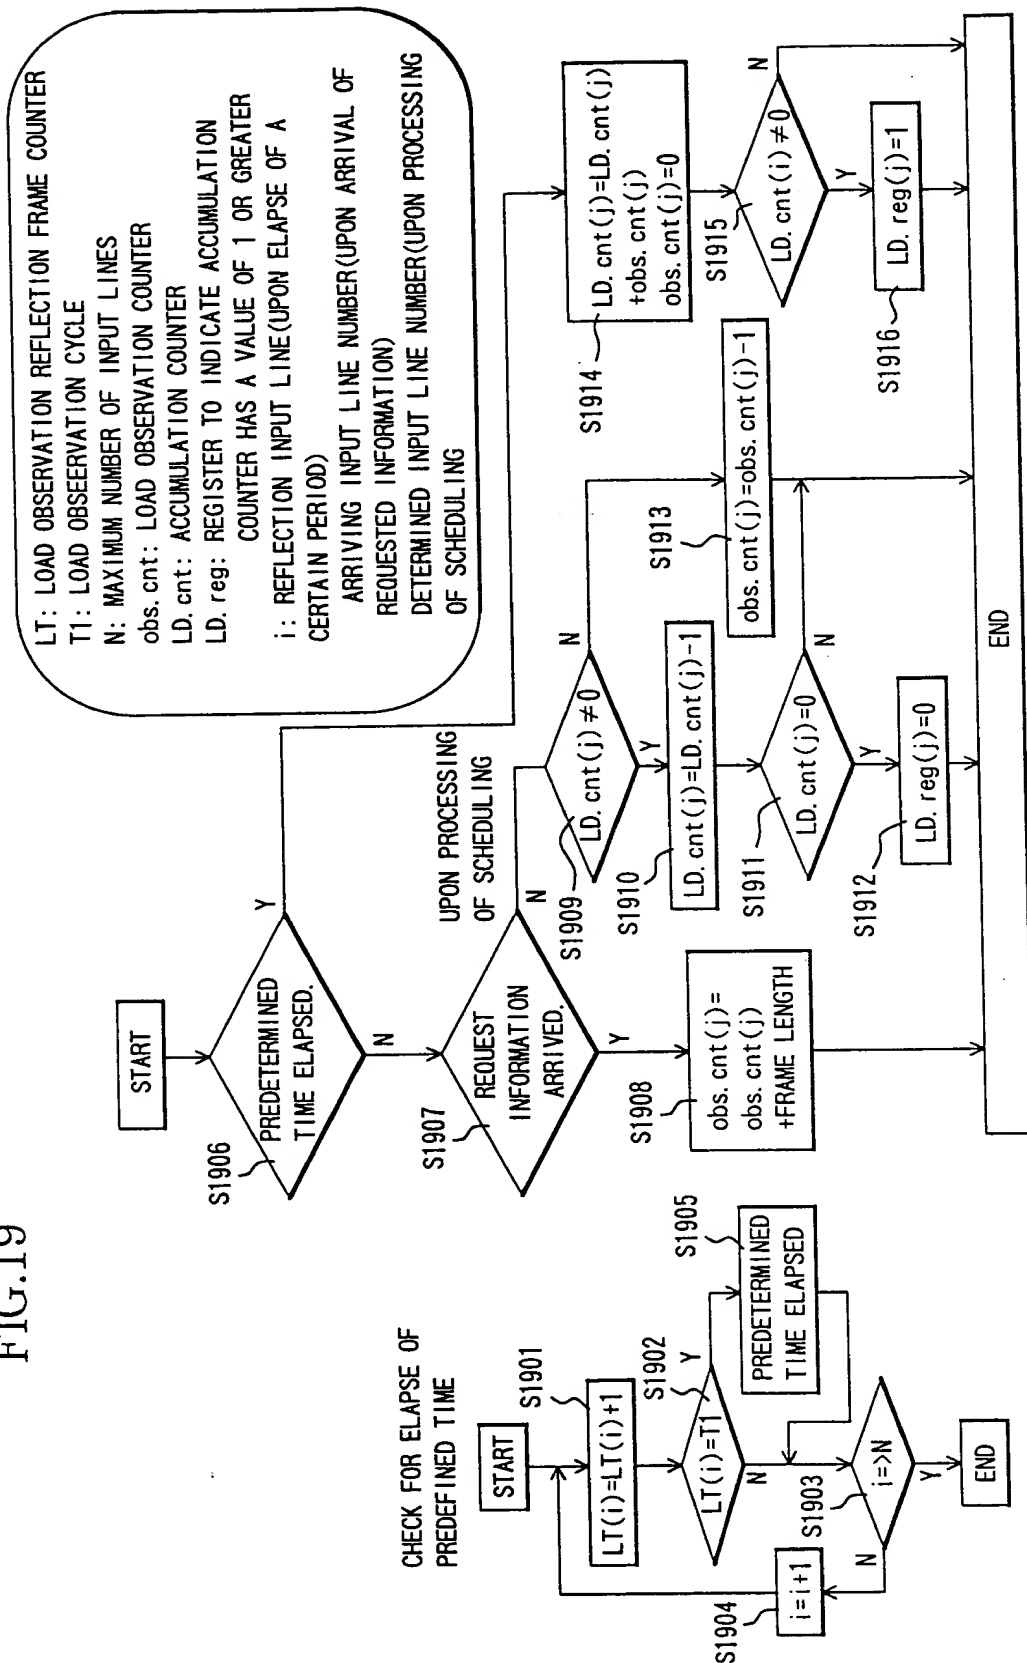 FIG.19
CHECK FOR ELAPSE OF
PREDEFINED TIME
START
S1901
LT(i)=LT(i)+1
S1902
LT(i)=T1
Y
N
S1905
PREDETERMINED
TIME ELAPSED
S1903
i=>N
N
Y
S1904
i=i+1
END
START
S1906
PREDETERMINED
TIME ELAPSED.
Y
N
S1907
REQUEST
INFORMATION
ARRIVED.
Y
N
UPON PROCESSING
OF SCHEDULING
S1908
obs. cnt(j)=
obs. cnt(j)
+FRAME LENGTH
S1909
LD. cnt(j)≠0
N
Y
S1910
LD. cnt(j)=LD. cnt(j)-1
S1911
LD. cnt(j)=0
N
Y
S1912
LD. reg(j)=0
S1913
obs. cnt(j)=obs. cnt(j)-1
S1914
LD. cnt(j)=LD. cnt(j)
+obs. cnt(j)
obs. cnt(j)=0
S1915
LD. cnt(i)≠0
N
Y
S1916
LD. reg(j)=1
END
LT: LOAD OBSERVATION REFLECTION FRAME COUNTER
T1: LOAD OBSEERVATION CYCLE
N: MAXIMUM NUMBER OF INPUT LINES
obs. cnt: LOAD OBSERVATION COUNTER
LD. cnt: ACCUMULATION COUNTER
LD. reg: REGISTER TO INDICATE ACCUMULATION
COUNTER HAS A VALUE OF 1 OR GREATER
i: REFLECTION INPUT LINE(UPON ELAPSE OF A
CERTAIN PERIOD)
ARRIVING INPUT LINE NUMBER(UPON ARRIVAL OF
REQUESTED INFORMATION)
DETERMINED INPUT LINE NUMBER(UPON PROCESSING
OF SCHEDULING